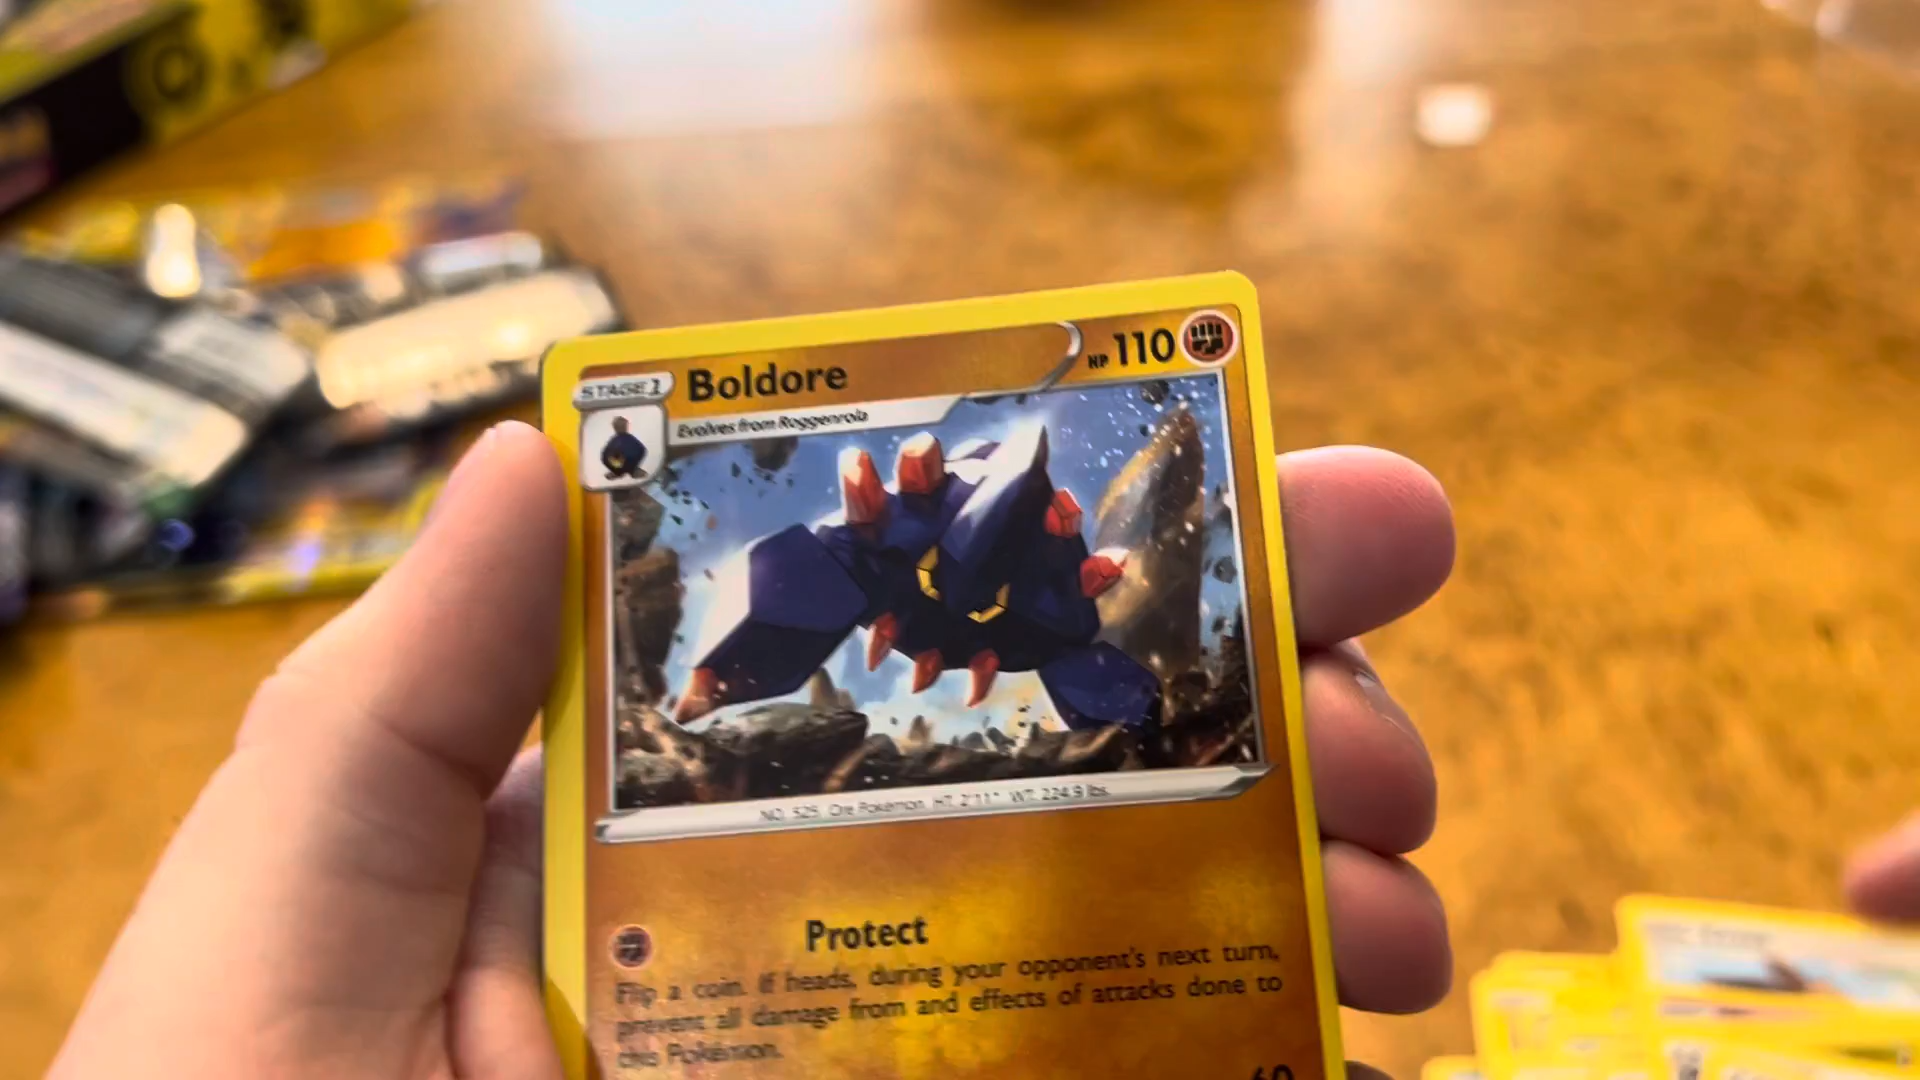 STAGE 1
Boldore
HP 110
Evolves from Roggenrola
NO. 525 Ore Pokémon HT: 2'11" WT: 224.9 lbs.
Protect
Flip a coin. If heads, during your opponent's next turn,
prevent all damage from and effects of attacks done to
this Pokémon.
60